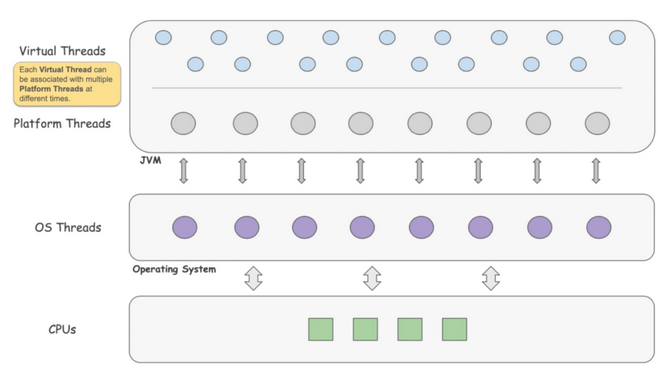 Virtual Threads
Each Virtual Thread can
be associated with multiple
Platform Threads at
different times.
Platform Threads
JVM
OS Threads
Operating System
CPUs